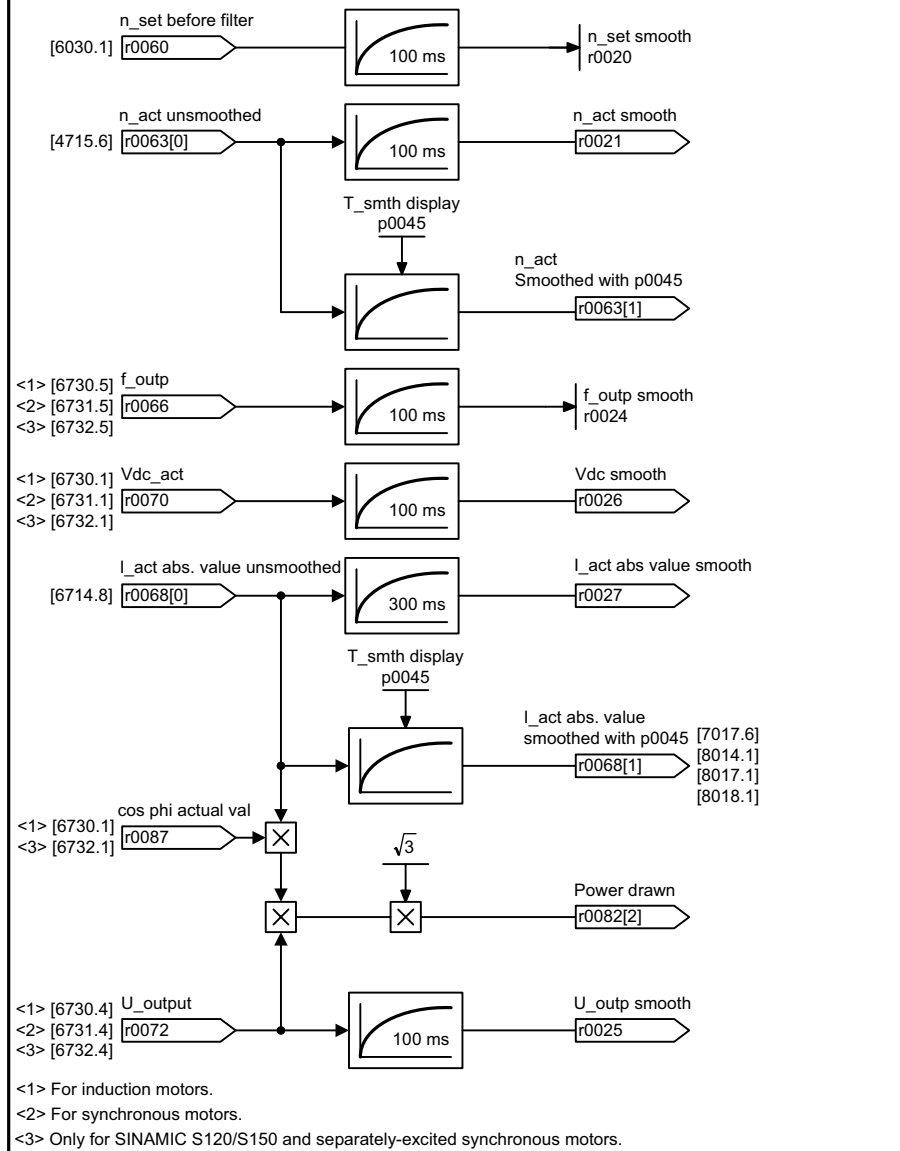 n_set before filter
[6030.1] r0060
100 ms
n_set smooth
r0020
n_act unsmoothed
[4715.6] r0063[0]
100 ms
n_act smooth
r0021
T_smth display
p0045
n_act
Smoothed with p0045
r0063[1]
<1> [6730.5] f_outp
<2> [6731.5] r0066
<3> [6732.5]
100 ms
f_outp smooth
r0024
<1> [6730.1] Vdc_act
<2> [6731.1] r0070
<3> [6732.1]
100 ms
Vdc smooth
r0026
I_act abs. value unsmoothed
[6714.8] r0068[0]
300 ms
I_act abs value smooth
r0027
T_smth display
p0045
I_act abs. value
smoothed with p0045 [7017.6]
r0068[1] [8014.1]
[8017.1]
[8018.1]
cos phi actual val
<1> [6730.1] r0087
<3> [6732.1]
√3
Power drawn
r0082[2]
<1> [6730.4] U_output
<2> [6731.4] r0072
<3> [6732.4]
100 ms
U_outp smooth
r0025
<1> For induction motors.
<2> For synchronous motors.
<3> Only for SINAMIC S120/S150 and separately-excited synchronous motors.